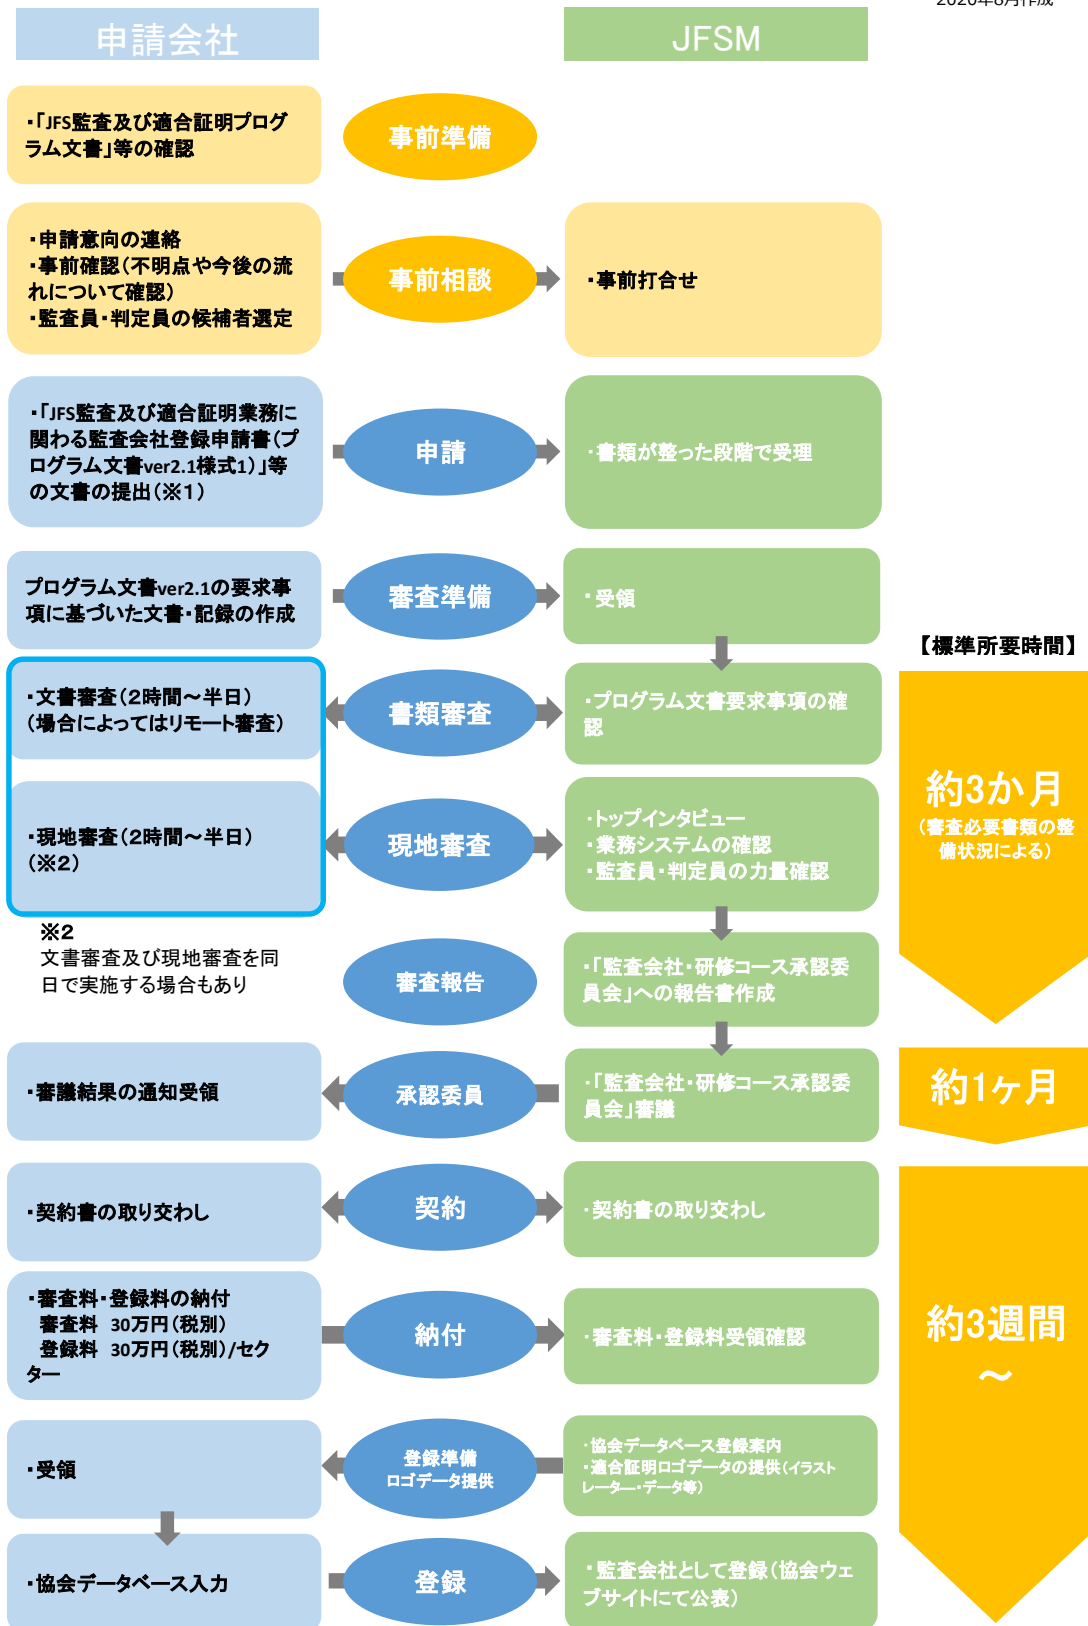 2020年8月作成
申請会社
JFSM
・「JFS監査及び適合証明プログ
ラム文書」等の確認
事前準備
・申請意向の連絡
・事前確認(不明点や今後の流
れについて確認)
・監査員・判定員の候補者選定
事前相談
・事前打合せ
・「JFS監査及び適合証明業務に
関わる監査会社登録申請書(プ
ログラム文書ver2.1様式1)」等
の文書の提出(※1)
申請
・書類が整った段階で受理
プログラム文書ver2.1の要求事
項に基づいた文書・記録の作成
審査準備
・受領
【標準所要時間】
・文書審査(2時間～半日)
(場合によってはリモート審査)
書類審査
・プログラム文書要求事項の確
認
約3か月
(審査必要書類の整
備状況による)
・現地審査(2時間～半日)
(※2)
現地審査
・トップインタビュー
・業務システムの確認
・監査員・判定員の力量確認
※2
文書審査及び現地審査を同
日で実施する場合もあり
審査報告
・「監査会社・研修コース承認委
員会」への報告書作成
・審議結果の通知受領
承認委員
・「監査会社・研修コース承認委
員会」審議
約1ヶ月
・契約書の取り交わし
契約
・契約書の取り交わし
・審査料・登録料の納付
審査料 30万円(税別)
登録料 30万円(税別)/セク
ター
納付
・審査料・登録料受領確認
約3週間
～
・受領
登録準備
ロゴデータ提供
・協会データベース登録案内
・適合証明ロゴデータの提供(イラスト
レーター・データ等)
・協会データベース入力
登録
・監査会社として登録(協会ウェ
ブサイトにて公表)